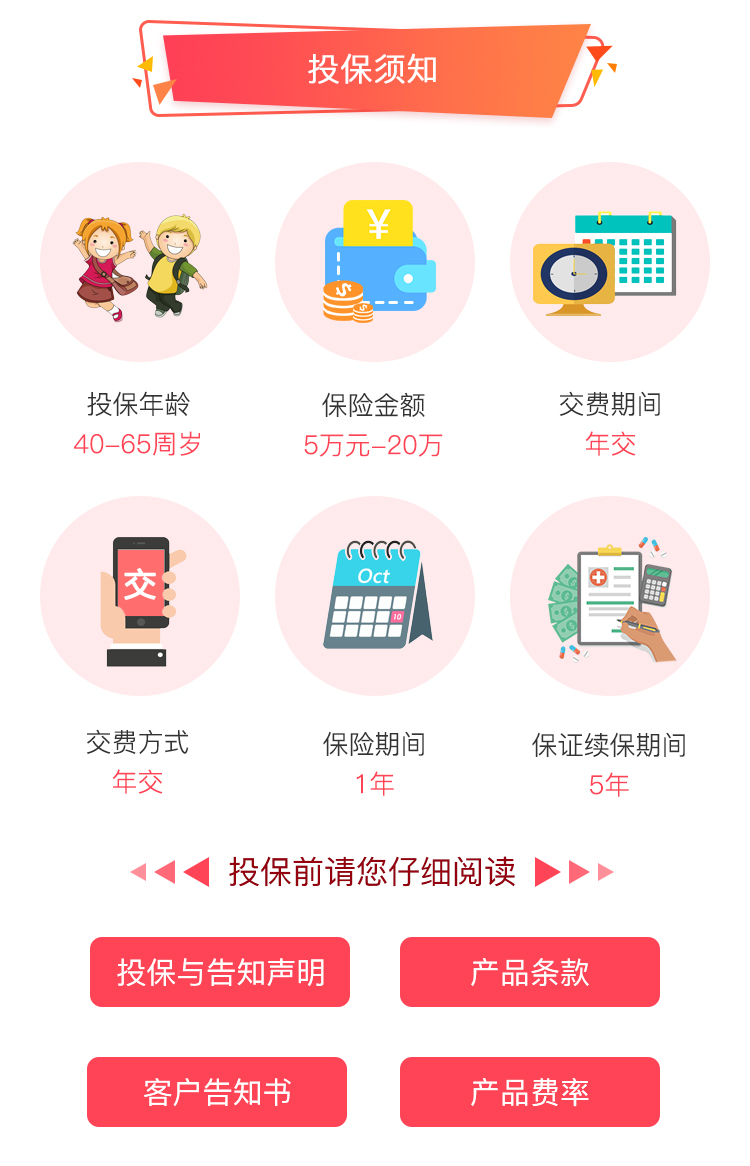 投保须知
¥
投保年龄
保险金额
交费期间
40-65周岁
5万元-20万
年交
交
Oct
10
交费方式
保险期间
保证续保期间
年交
1年
5年
投保前请您仔细阅读
投保与告知声明
产品条款
客户告知书
产品费率